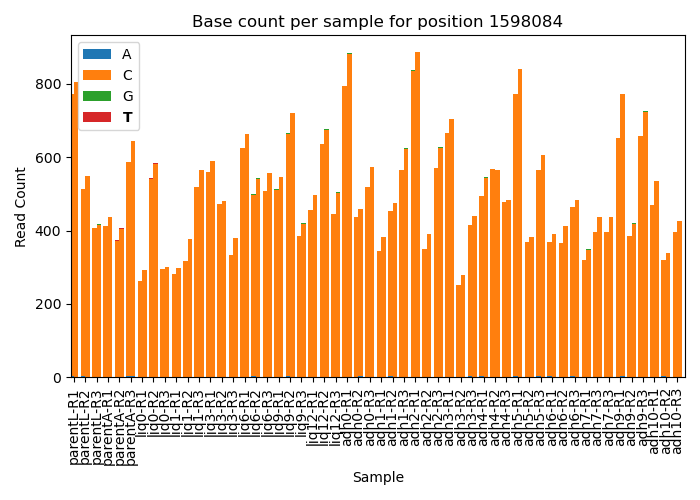 Base count per sample for position 1598084
A
C
G
T
Read Count
800
600
400
200
0
parentL-R1
parentL-R2
parentL-R3
parentA-R1
parentA-R2
parentA-R3
liq0-R1
liq0-R2
liq0-R3
liq1-R1
liq1-R2
liq1-R3
liq3-R1
liq3-R2
liq3-R3
liq6-R1
liq6-R2
liq6-R3
liq9-R1
liq9-R2
liq9-R3
liq12-R1
liq12-R2
liq12-R3
adh0-R1
adh0-R2
adh0-R3
adh1-R1
adh1-R2
adh1-R3
adh2-R1
adh2-R2
adh2-R3
adh3-R1
adh3-R2
adh3-R3
adh4-R1
adh4-R2
adh4-R3
adh5-R1
adh5-R2
adh5-R3
adh6-R1
adh6-R2
adh6-R3
adh7-R1
adh7-R2
adh7-R3
adh9-R1
adh9-R2
adh9-R3
adh10-R1
adh10-R2
adh10-R3
Sample